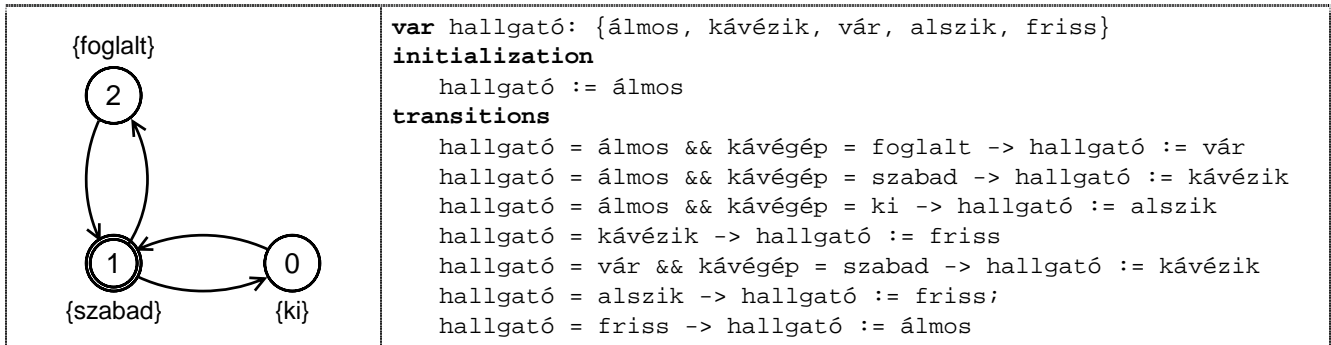 {foglalt}
2
1
0
{szabad}
{ki}
var hallgató: {álmos, kávézik, vár, alszik, friss}
initialization
hallgató := álmos
transitions
hallgató = álmos && kávégép = foglalt -> hallgató := vár
hallgató = álmos && kávégép = szabad -> hallgató := kávézik
hallgató = álmos && kávégép = ki -> hallgató := alszik
hallgató = kávézik -> hallgató := friss
hallgató = vár && kávégép = szabad -> hallgató := kávézik
hallgató = alszik -> hallgató := friss;
hallgató = friss -> hallgató := álmos